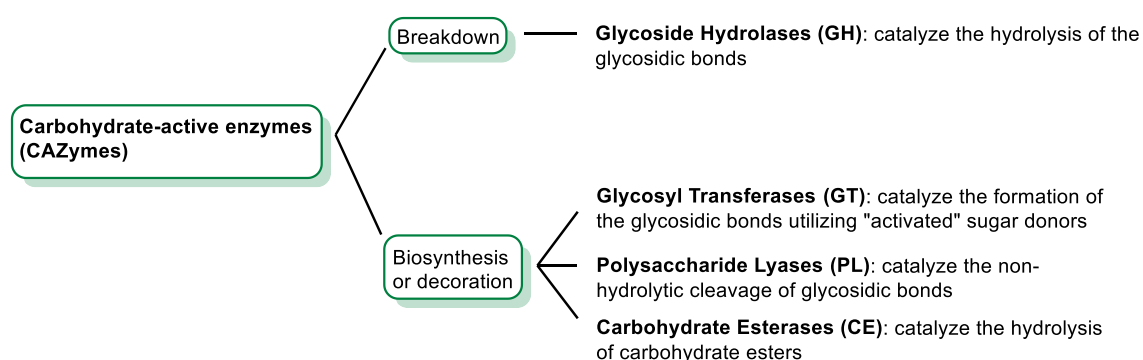 Breakdown
Glycoside Hydrolases (GH): catalyze the hydrolysis of the
glycosidic bonds
Carbohydrate-active enzymes
(CAZymes)
Glycosyl Transferases (GT): catalyze the formation of
the glycosidic bonds utilizing "activated" sugar donors
Biosynthesis
or decoration
Polysaccharide Lyases (PL): catalyze the non-
hydrolytic cleavage of glycosidic bonds
Carbohydrate Esterases (CE): catalyze the hydrolysis
of carbohydrate esters